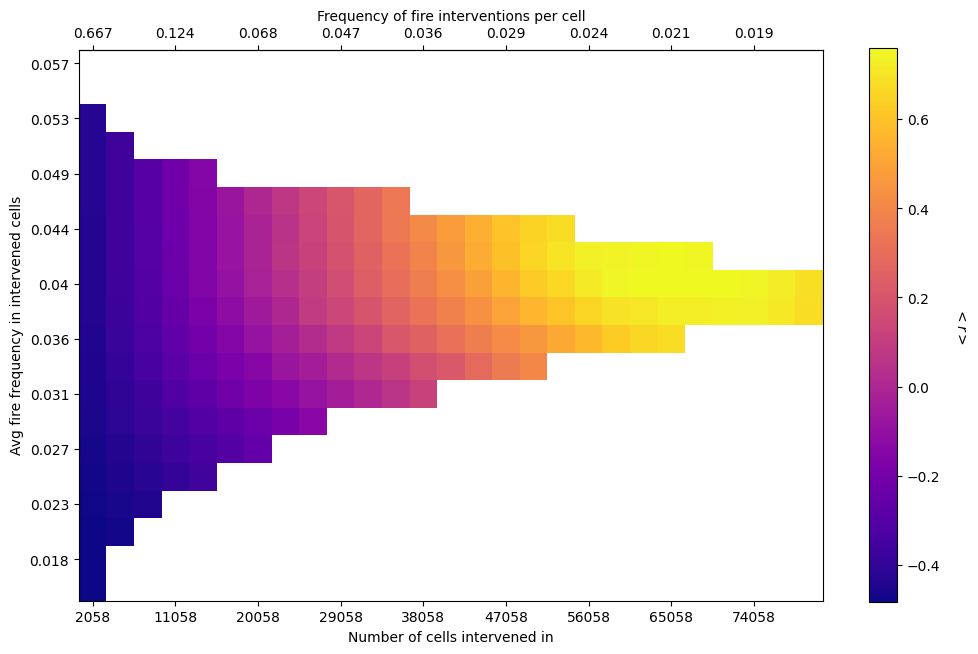 Frequency of fire interventions per cell
0.667 0.124 0.068 0.047 0.036 0.029 0.024 0.021 0.019
0.057
0.053
0.049
0.044
0.04
0.036
0.031
0.027
0.023
0.018
Avg fire frequency in intervened cells
2058 11058 20058 29058 38058 47058 56058 65058 74058
Number of cells intervened in
0.6
0.4
0.2
0.0
−0.2
−0.4
< r >